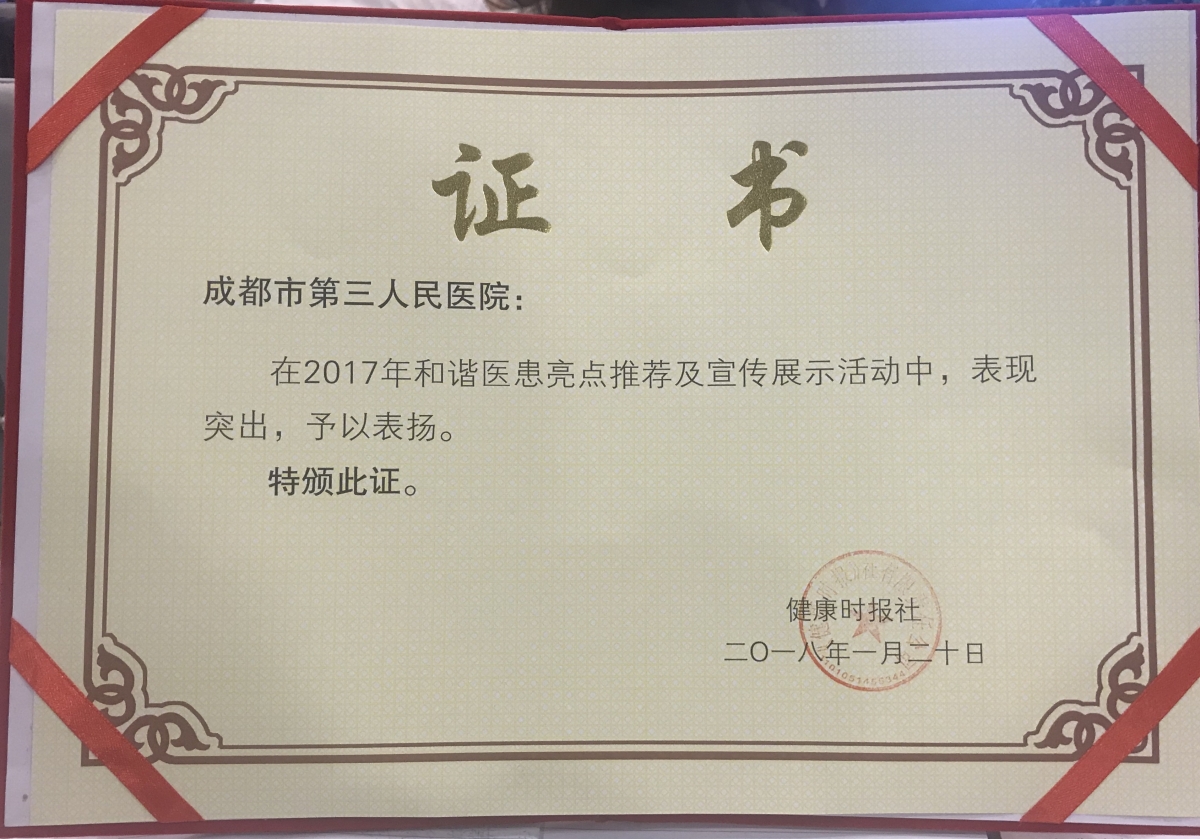 证 书
成都市第三人民医院：
在2017年和谐医患亮点推荐及宣传展示活动中，表现
突出，予以表扬。
特颁此证。
健康时报社
二〇一八年一月二十日